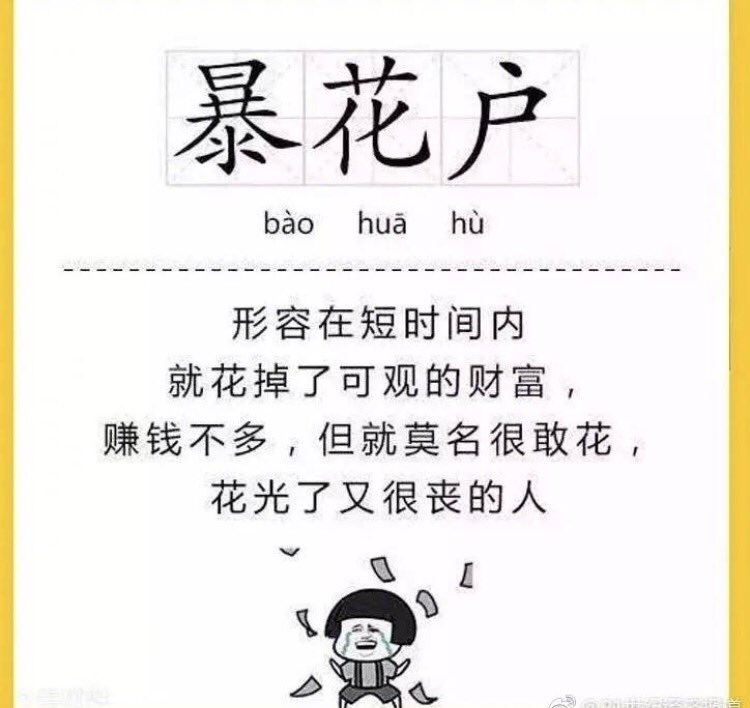 暴花户
bào huā hù
形容在短时间内
就花掉了可观的财富，
赚钱不多，但就莫名很敢花，
花光了又很丧的人